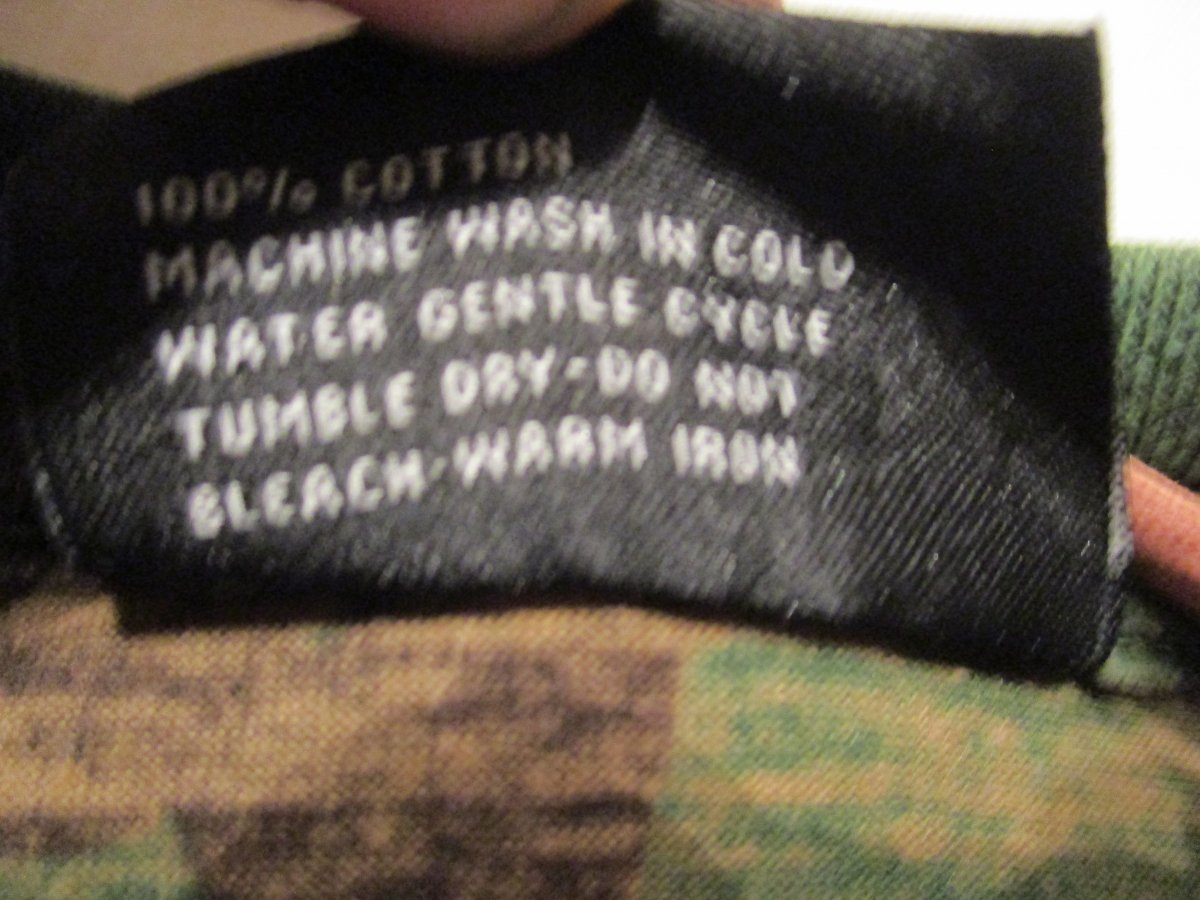 100% COTTON
MACHINE WASH IN COLD
WATER GENTLE CYCLE
TUMBLE DRY-DO NOT
BLEACH-WARM IRON